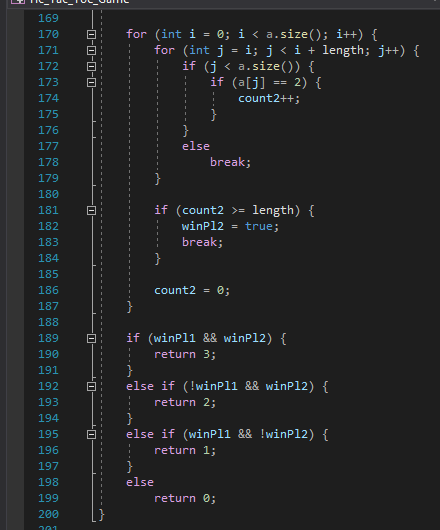 Tic_Tac_Toe_Game
169
170 for (int i = 0; i < a.size(); i++) {
171 for (int j = i; j < i + length; j++) {
172 if (j < a.size()) {
173 if (a[j] == 2) {
174 count2++;
175 }
176 }
177 else
178 break;
179 }
180
181 if (count2 >= length) {
182 winPl2 = true;
183 break;
184 }
185
186 count2 = 0;
187 }
188
189 if (winPl1 && winPl2) {
190 return 3;
191 }
192 else if (!winPl1 && winPl2) {
193 return 2;
194 }
195 else if (winPl1 && !winPl2) {
196 return 1;
197 }
198 else
199 return 0;
200 }
201